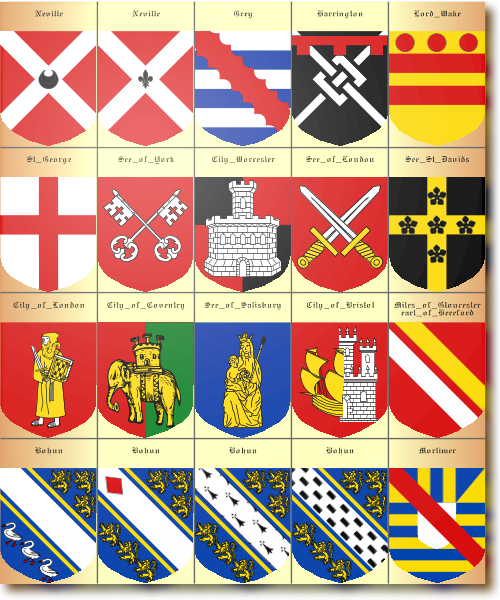 Neville Neville Grey Harrington Lord_Wake
St_George See_of_York City_Worcester See_of_London See_St_Davids
City_of_London City_of_Coventry See_of_Salisbury City_of_Bristol Miles_of_Gloucester
earl_of_Hereford
Bohun Bohun Bohun Bohun Mortimer